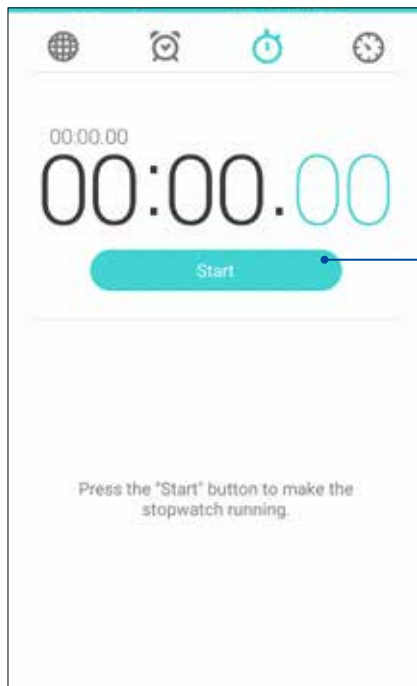 00:00.00
00:00.00
Start
Press the "Start" button to make the
stopwatch running.